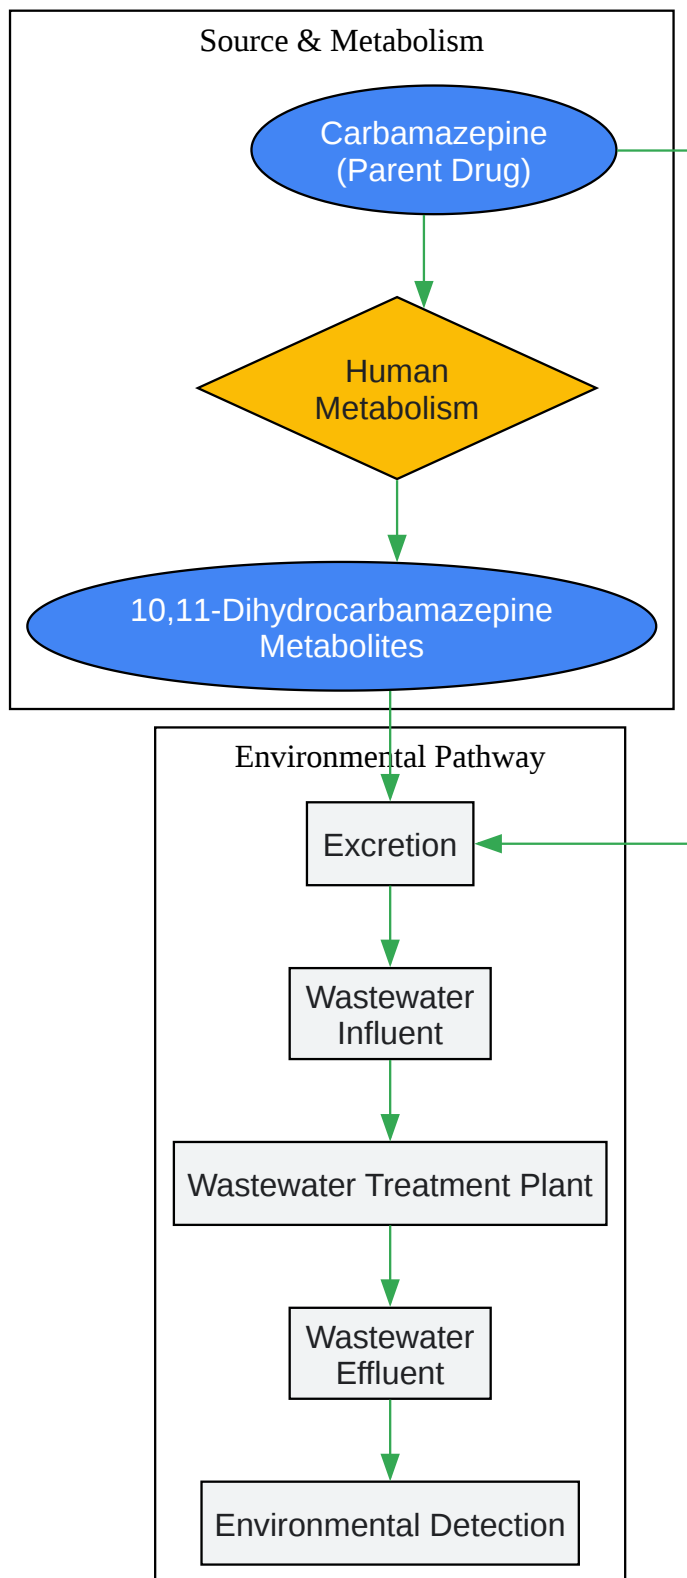 Source & Metabolism
Carbamazepine
(Parent Drug)
Human
Metabolism
10,11-Dihydrocarbamazepine
Metabolites
Environmental Pathway
Excretion
Wastewater
Influent
Wastewater Treatment Plant
Wastewater
Effluent
Environmental Detection